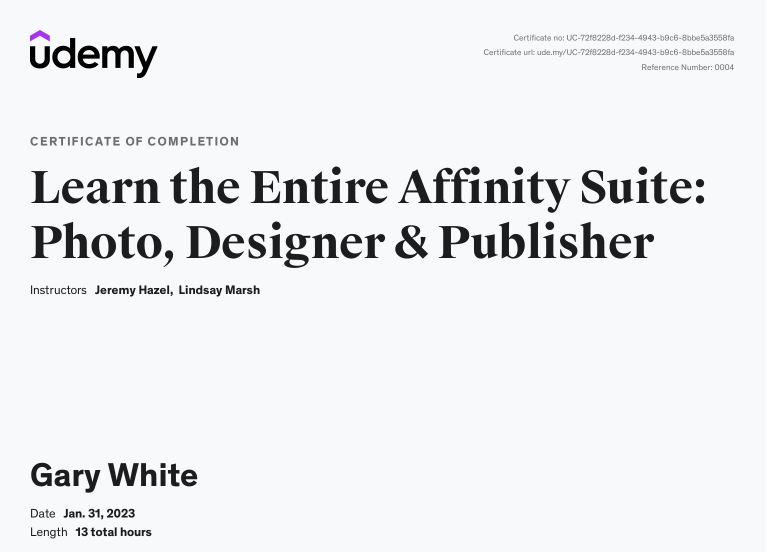 udemy
Certificate no: UC-72f8228d-f234-4943-b9c6-8bbe5a3558fa
Certificate url: ude.my/UC-72f8228d-f234-4943-b9c6-8bbe5a3558fa
Reference Number: 0004
CERTIFICATE OF COMPLETION
Learn the Entire Affinity Suite:
Photo, Designer & Publisher
Instructors Jeremy Hazel, Lindsay Marsh
Gary White
Date Jan. 31, 2023
Length 13 total hours